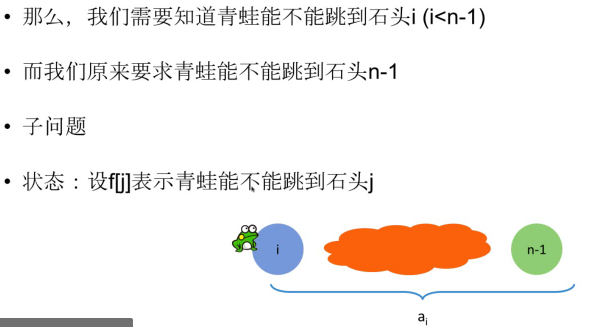 • 那么，我们需要知道青蛙能不能跳到石头i (i<n-1)
• 而我们原来要求青蛙能不能跳到石头n-1
• 子问题
• 状态：设f[j]表示青蛙能不能跳到石头j
i
n-1
ai